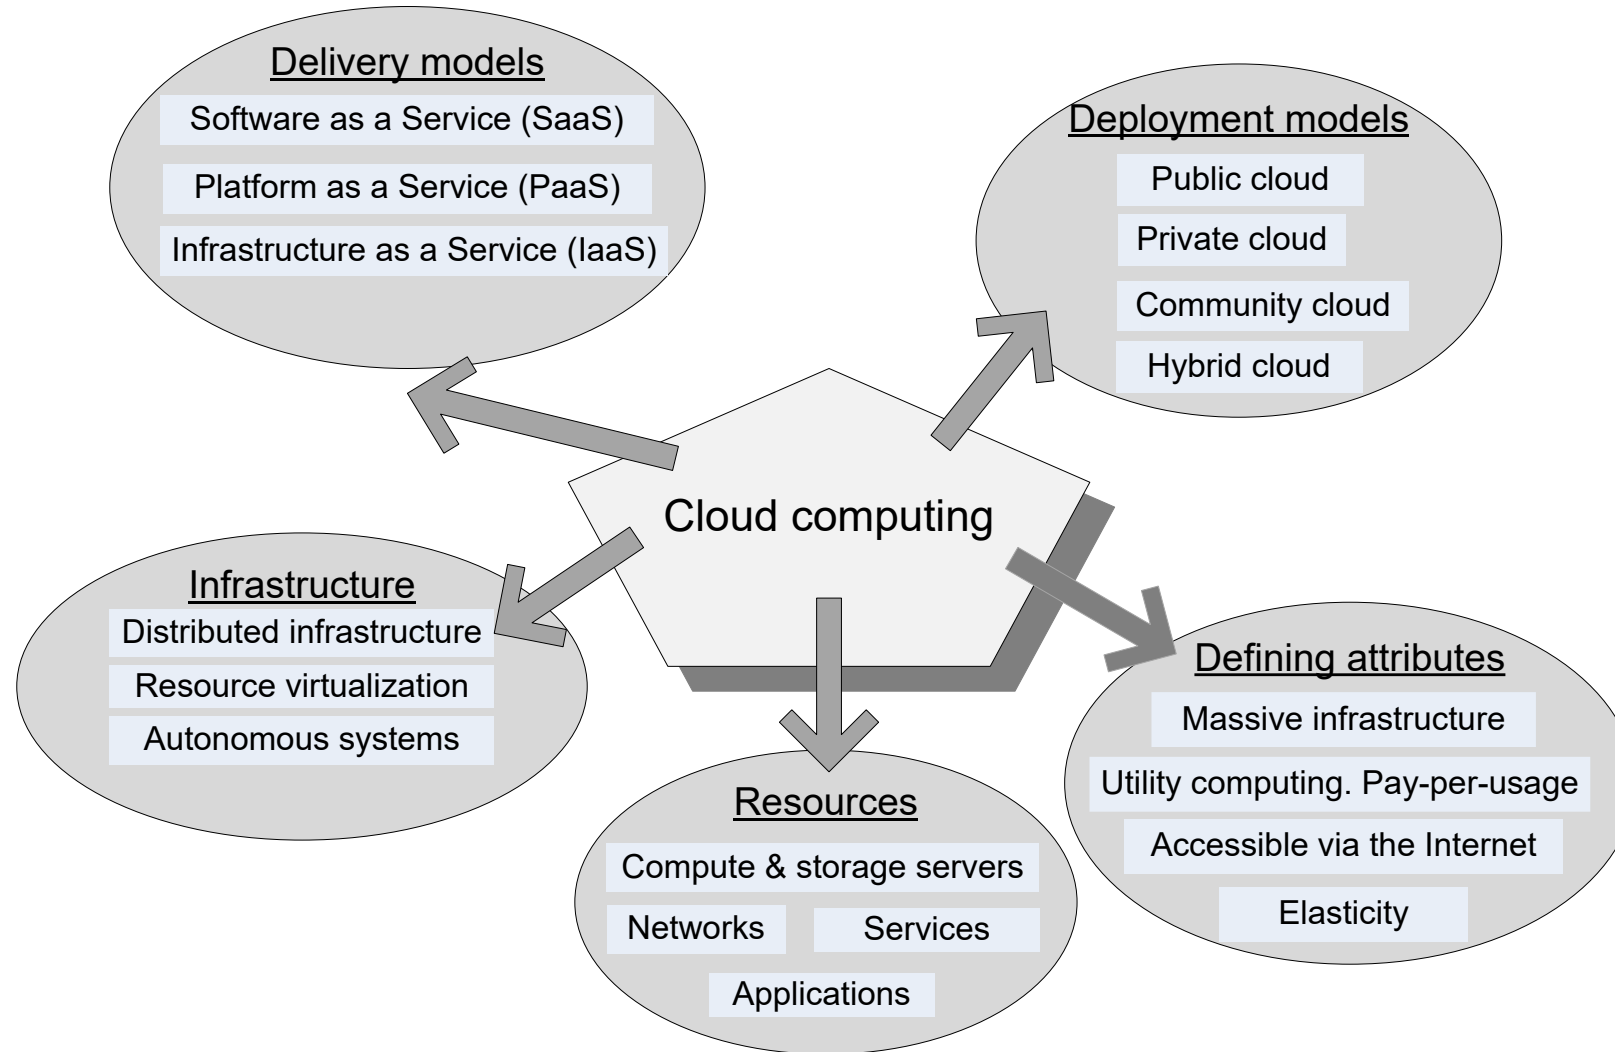 Delivery models
Software as a Service (SaaS)
Platform as a Service (PaaS)
Infrastructure as a Service (IaaS)
Deployment models
Public cloud
Private cloud
Community cloud
Hybrid cloud
Cloud computing
Infrastructure
Distributed infrastructure
Resource virtualization
Autonomous systems
Resources
Compute & storage servers
Networks Services
Applications
Defining attributes
Massive infrastructure
Utility computing. Pay-per-usage
Accessible via the Internet
Elasticity